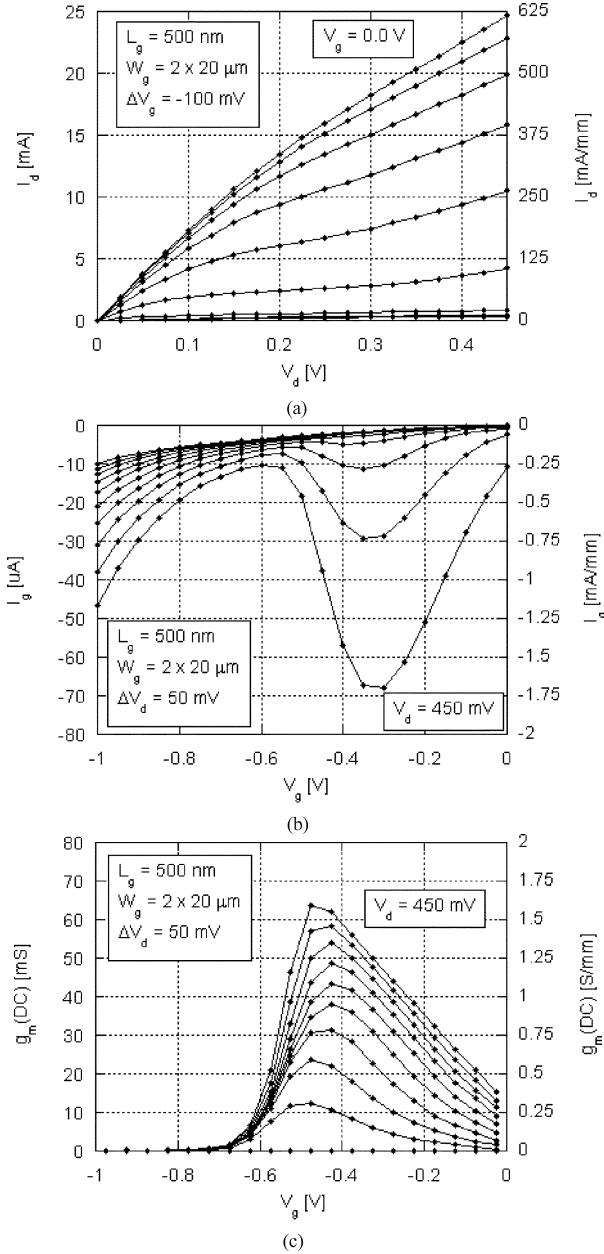 25
20
15
10
5
0
I_d [mA]
L_g = 500 nm
W_g = 2 x 20 µm
ΔV_g = -100 mV
V_g = 0.0 V
625
500
375
260
125
0
I_d [mA/mm]
0 0.1 0.2 0.3 0.4
V_d [V]
(a)
0
-10
-20
-30
-40
-50
-60
-70
-80
I_g [uA]
L_g = 500 nm
W_g = 2 x 20 µm
ΔV_d = 50 mV
V_d = 450 mV
0
-0.25
-0.5
-0.75
-1
-1.25
-1.5
-1.75
-2
I_g [mA/mm]
-1 -0.8 -0.6 -0.4 -0.2 0
V_g [V]
(b)
80
70
60
50
40
30
20
10
0
g_m(DC) [mS]
L_g = 500 nm
W_g = 2 x 20 µm
ΔV_d = 50 mV
V_d = 450 mV
2
1.75
1.5
1.25
1
0.75
0.5
0.25
0
g_m(DC) [S/mm]
-1 -0.8 -0.6 -0.4 -0.2 0
V_g [V]
(c)